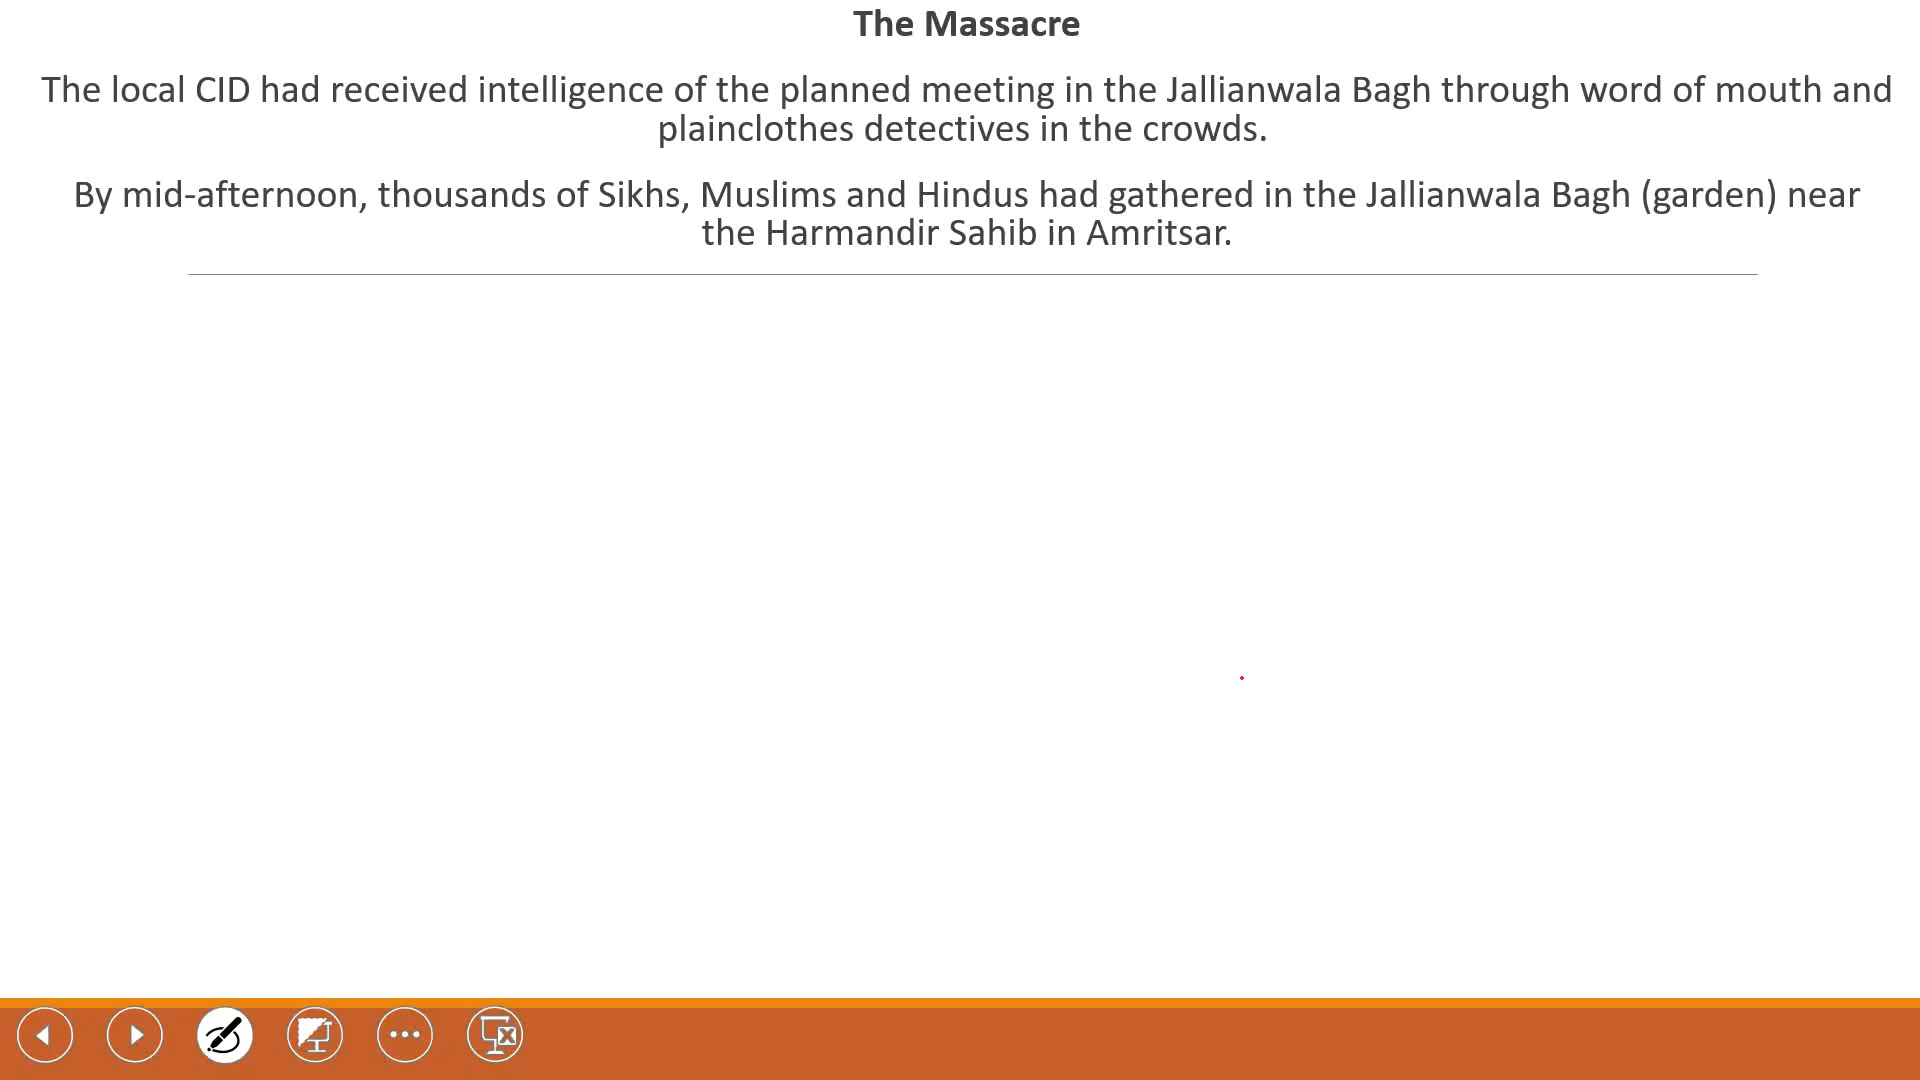 The Massacre
The local CID had received intelligence of the planned meeting in the Jallianwala Bagh through word of mouth and
plainclothes detectives in the crowds.
By mid-afternoon, thousands of Sikhs, Muslims and Hindus had gathered in the Jallianwala Bagh (garden) near
the Harmandir Sahib in Amritsar.